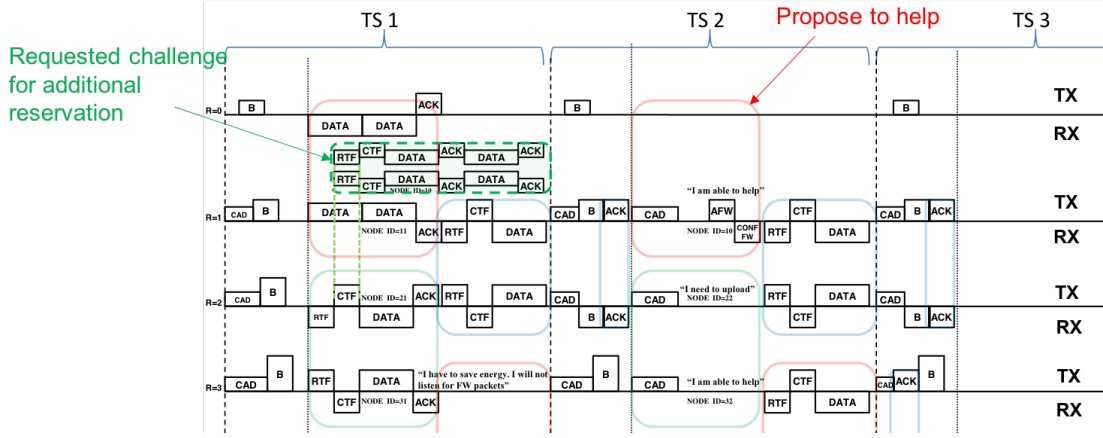 TS 1
TS 2
TS 3
Propose to help
Requested challenge
for additional
reservation
R=0
B
DATA DATA ACK
B
B
TX
RX
RTF CTF DATA ACK DATA ACK
RTF CTF DATA ACK DATA ACK
NODE ID=10
R=1
CAD B
DATA DATA
NODE ID=11
ACK RTF CTF DATA
CAD B ACK
CAD
"I am able to help"
AFW
NODE ID=10
CONF
FW
RTF CTF DATA
CAD B ACK
TX
RX
R=2
CAD B
RTF CTF
NODE ID=21
DATA ACK RTF CTF DATA
CAD B ACK
CAD
"I need to upload"
NODE ID=22
RTF CTF DATA
CAD B ACK
TX
RX
R=3
CAD B
RTF CTF DATA
NODE ID=31
ACK
"I have to save energy. I will not
listen for FW packets"
CAD B
CAD
"I am able to help"
NODE ID=32
RTF CTF DATA
CAD ACK B
TX
RX